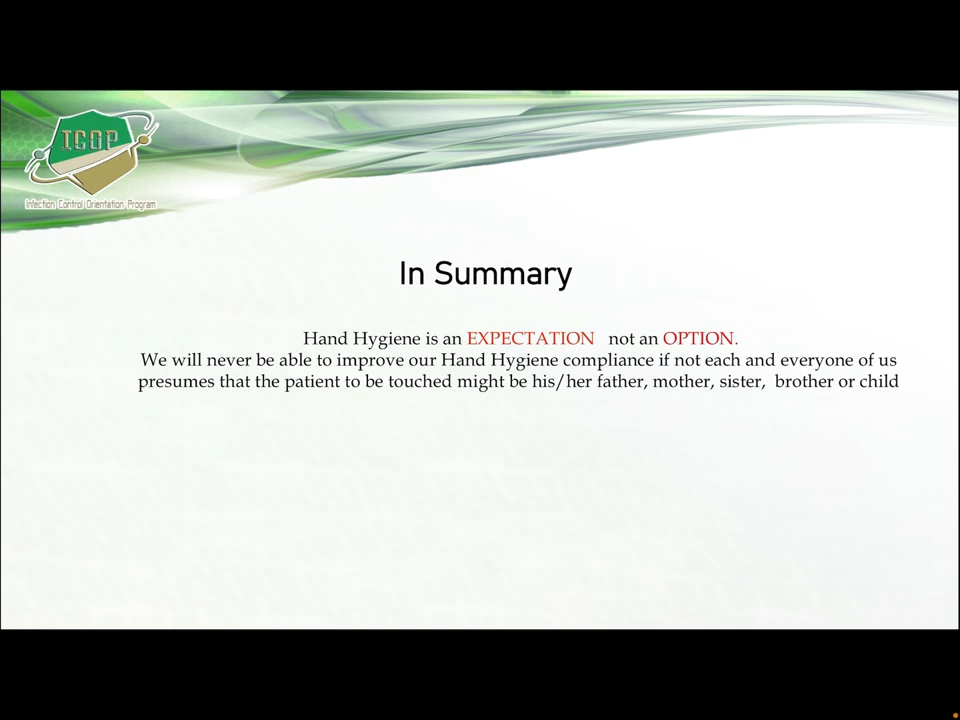 ICOP
Infection Control Orientation Program
In Summary
Hand Hygiene is an EXPECTATION not an OPTION.
We will never be able to improve our Hand Hygiene compliance if not each and everyone of us
presumes that the patient to be touched might be his/her father, mother, sister, brother or child